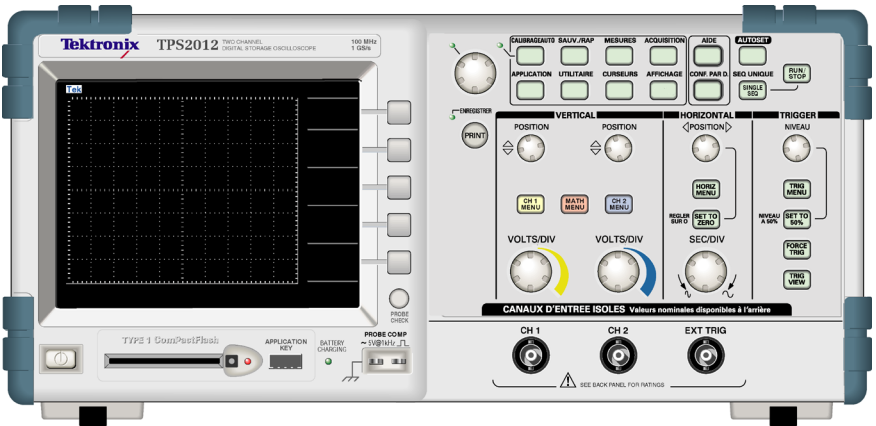 Tektronix TPS2012 TWO CHANNEL DIGITAL STORAGE OSCILLOSCOPE 100 MHz 1 GS/s
Tek
PROBE CHECK
TYPE 1 CompactFlash
APPLICATION KEY
BATTERY CHARGING
PROBE COMP
~ 5V@1kHz
CALIBRAGEAUTO SAUV./RAP MESURES ACQUISITION AIDE AUTOSET
APPLICATION UTILITAIRE CURSEURS AFFICHAGE CONF. PAR D. SEQ UNIQUE
RUN/ STOP
SINGLE SEQ
ENREGISTRER
PRINT
VERTICAL HORIZONTAL TRIGGER
POSITION POSITION POSITION NIVEAU
CH 1 MENU
MATH MENU
CH 2 MENU
HORIZ MENU
TRIG MENU
REGLER SUR O
SET TO ZERO
NIVEAU A 50%
SET TO 50%
FORCE TRIG
TRIG VIEW
VOLTS/DIV VOLTS/DIV SEC/DIV
CANAUX D'ENTREE ISOLES Valeurs nominales disponibles à l'arrière
CH 1 CH 2 EXT TRIG
SEE BACK PANEL FOR RATINGS